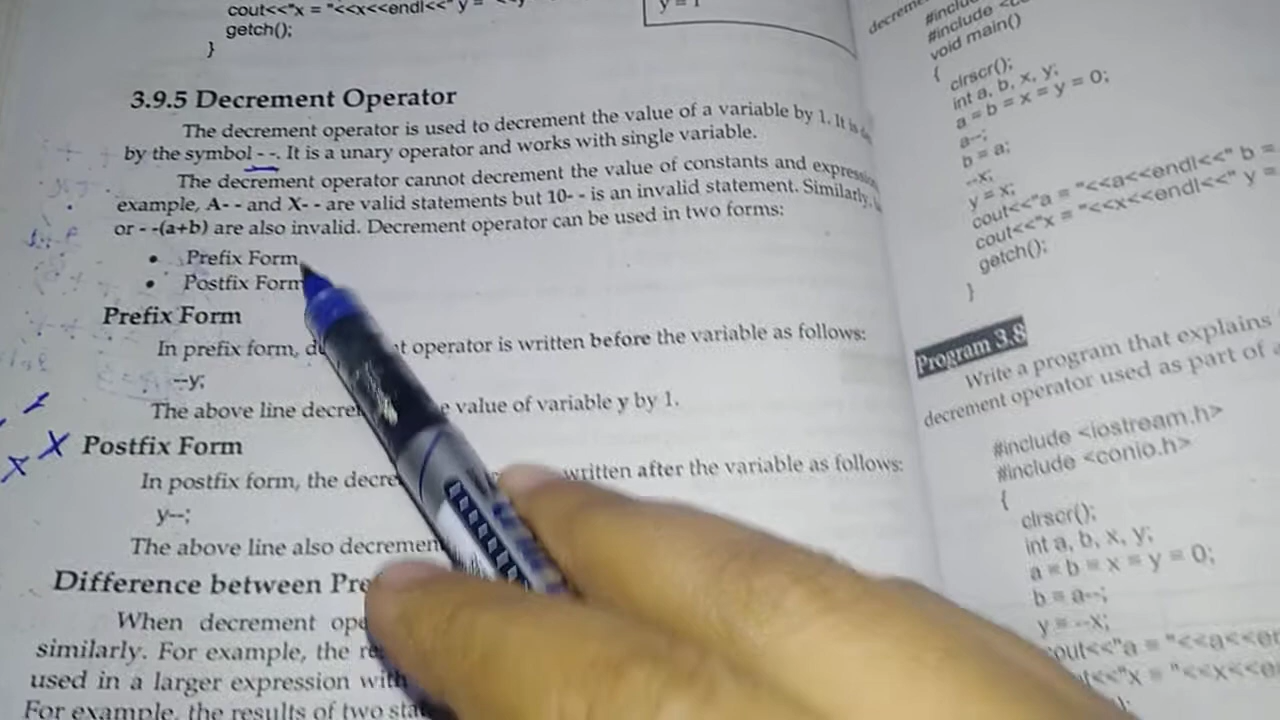 cout<<"x = "<<x<<endl<<" y =
getch();
}
y = 1
3.9.5 Decrement Operator
The decrement operator is used to decrement the value of a variable by 1. It is
by the symbol - -. It is a unary operator and works with single variable.
The decrement operator cannot decrement the value of constants and
example, A- - and X- - are valid statements but 10- - is an invalid statement. Similarly,
or - -(a+b) are also invalid. Decrement operator can be used in two forms:
• Prefix Form
• Postfix Form
Prefix Form
In prefix form, operator is written before the variable as follows:
--y;
The above line value of variable y by 1.
X X Postfix Form
In postfix form, the written after the variable as follows:
y--;
The above line also
Difference between
When decrement
similarly. For example, the
used in a larger expression with
For example, the results of two
#include
void main()
{
clrscr();
int a, b, x, y;
a = b = x = y = 0;
a--;
b = a;
--x;
y = x;
cout<<"a = "<<a<<endl<<" b =
cout<<"x = "<<x<<endl<<" y =
getch();
}
Program 3.8
Write a program that explains
decrement operator used as part of
#include <iostream.h>
#include <conio.h>
{
clrscr();
int a, b, x, y;
a = b = x = y = 0;
b = a--;
y = --x;
cout<<"a = "<<a<<
<<"x = "<<x<<